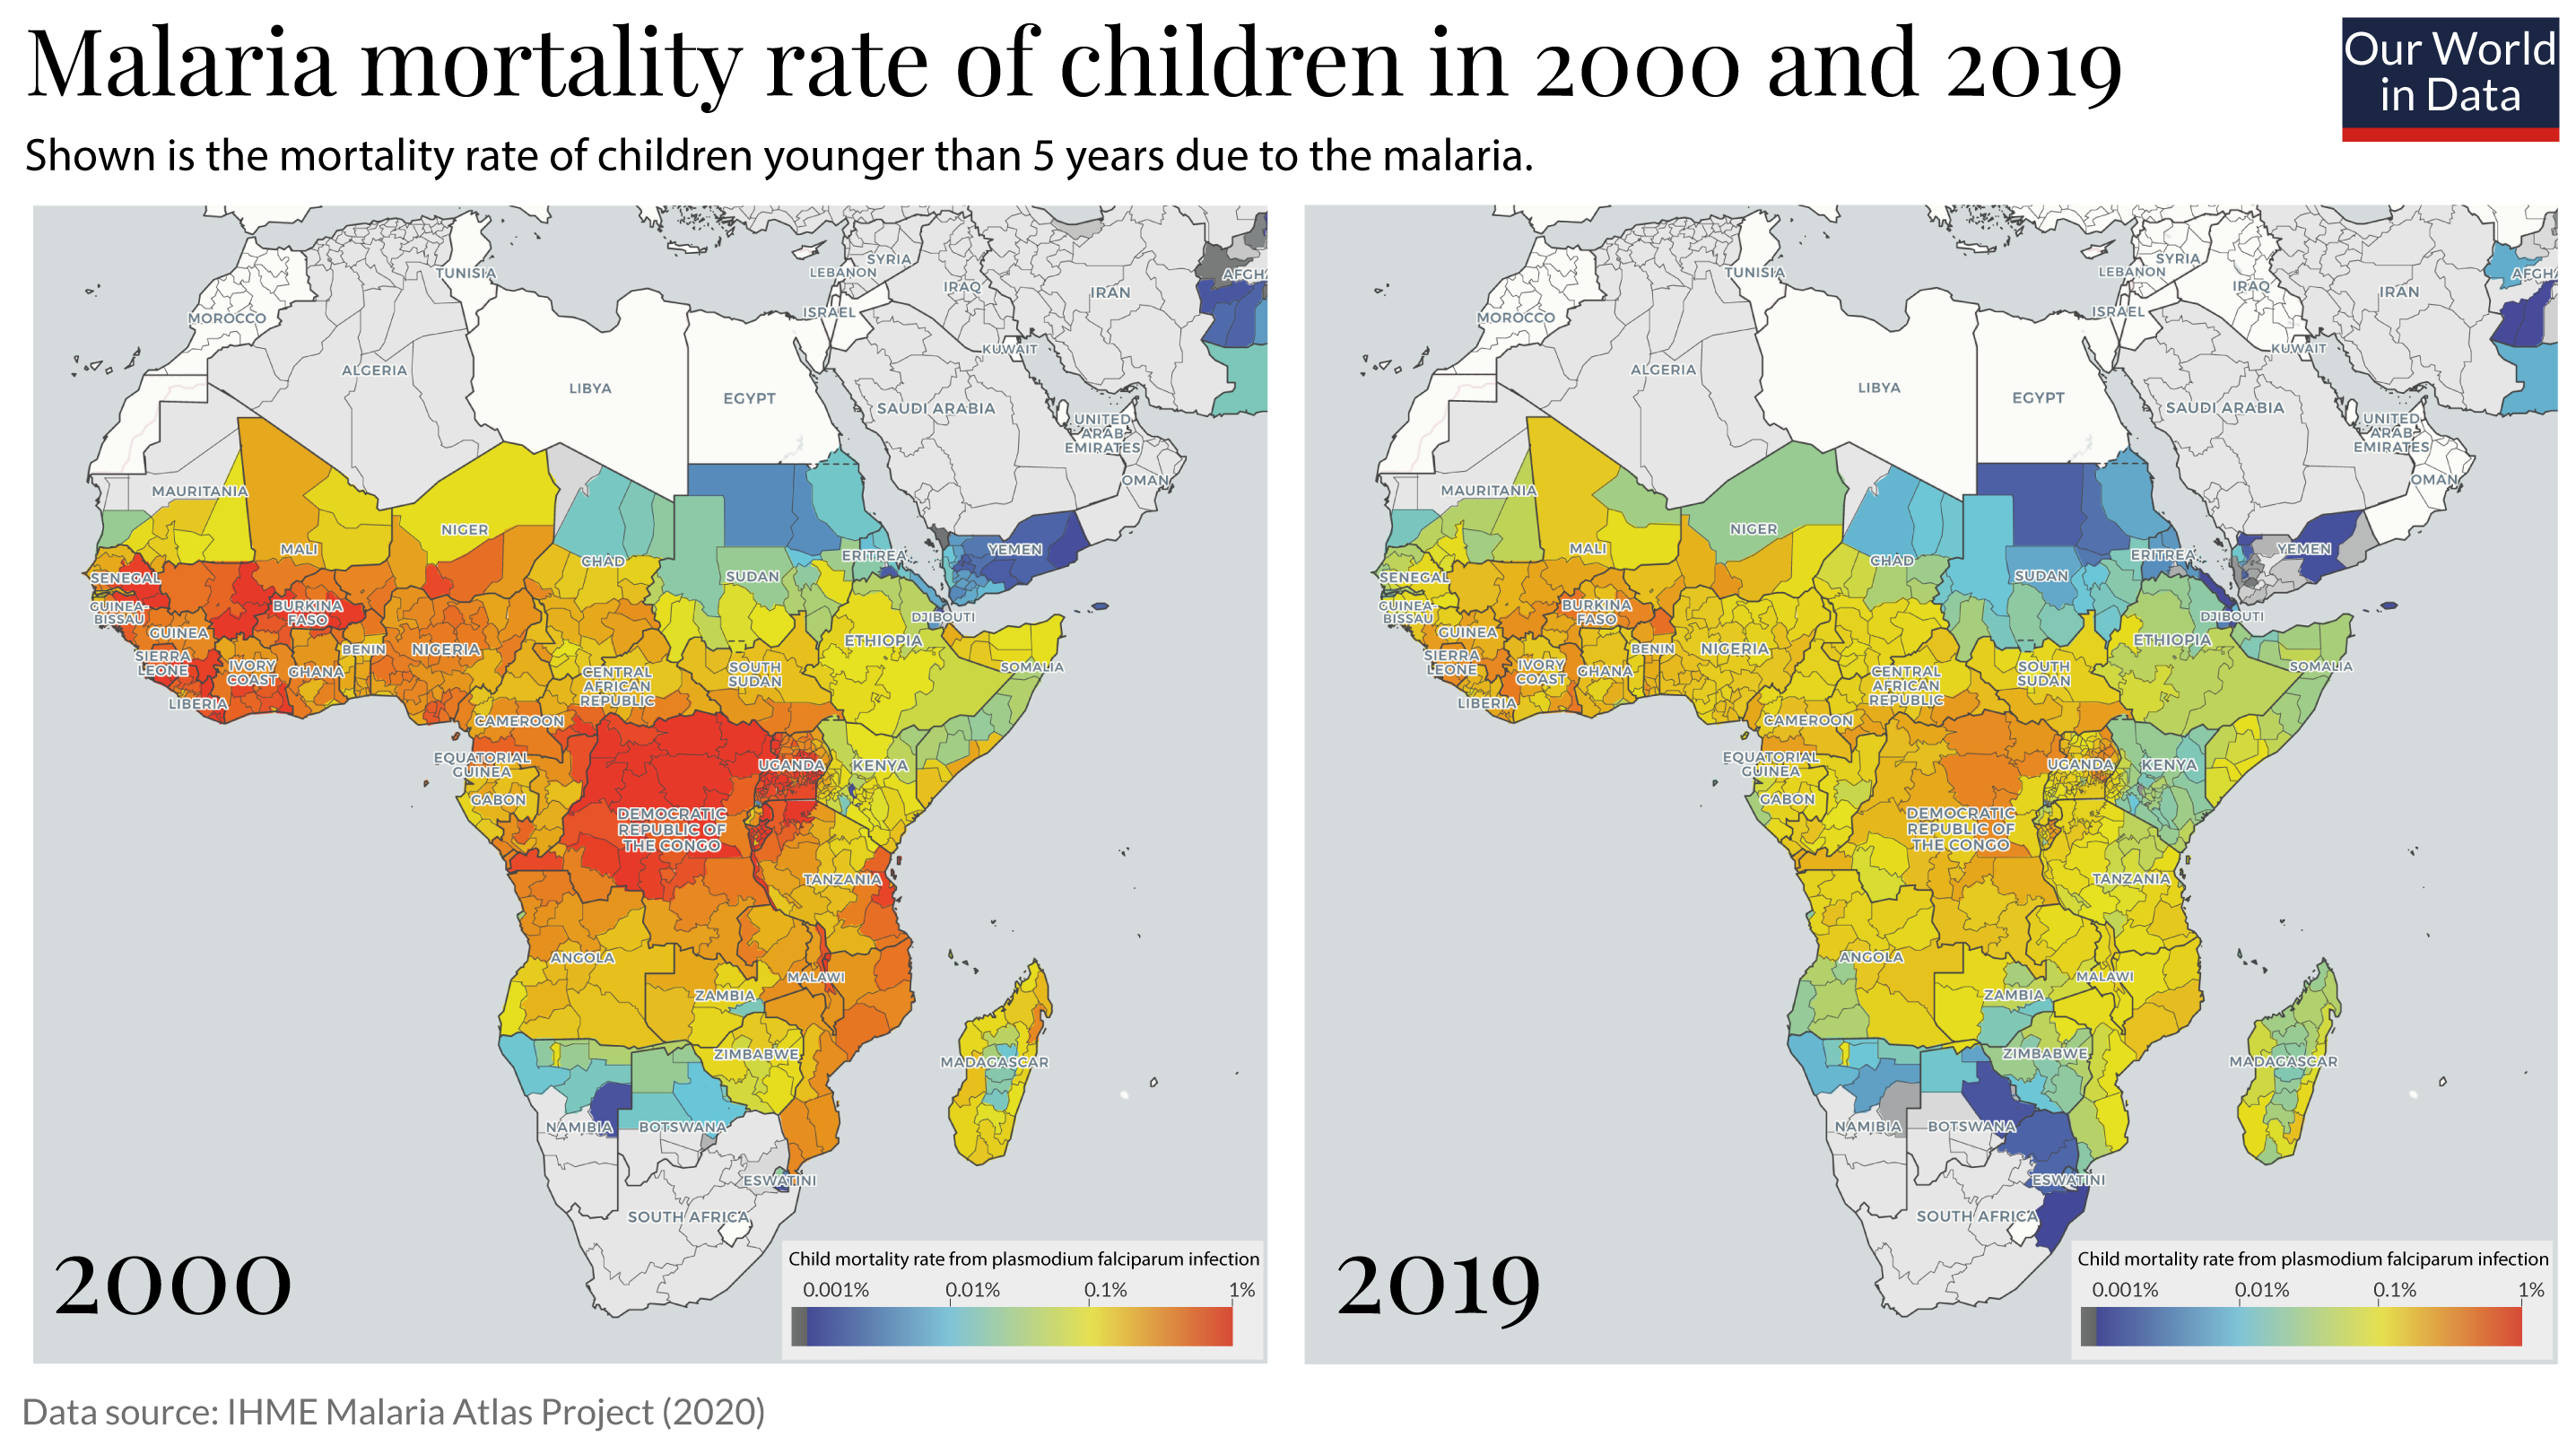 Malaria mortality rate of children in 2000 and 2019
Our World
in Data
Shown is the mortality rate of children younger than 5 years due to the malaria.
TUNISIA
SYRIA
LEBANON
AFGH
MOROCCO
IRAQ
IRAN
ISRAEL
KUWAIT
ALGERIA
LIBYA
EGYPT
SAUDI ARABIA
UNITED
ARAB
EMIRATES
OMAN
MAURITANIA
NIGER
MALI
CHAD
ERITREA
YEMEN
SENEGAL
SUDAN
GUINEA-
BISSAU
BURKINA
FASO
DJIBOUTI
GUINEA
BENIN
NIGERIA
ETHIOPIA
SIERRA
LEONE
IVORY
COAST
GHANA
CENTRAL
AFRICAN
REPUBLIC
SOUTH
SUDAN
SOMALIA
LIBERIA
CAMEROON
EQUATORIAL
GUINEA
UGANDA
KENYA
GABON
DEMOCRATIC
REPUBLIC OF
THE CONGO
TANZANIA
ANGOLA
MALAWI
ZAMBIA
ZIMBABWE
MADAGASCAR
NAMIBIA
BOTSWANA
ESWATINI
SOUTH AFRICA
2000
Child mortality rate from plasmodium falciparum infection
0.001% 0.01% 0.1% 1%
TUNISIA
SYRIA
LEBANON
AFGH
MOROCCO
IRAQ
IRAN
ISRAEL
KUWAIT
ALGERIA
LIBYA
EGYPT
SAUDI ARABIA
UNITED
ARAB
EMIRATES
OMAN
MAURITANIA
NIGER
MALI
CHAD
ERITREA
YEMEN
SENEGAL
SUDAN
GUINEA-
BISSAU
BURKINA
FASO
DJIBOUTI
GUINEA
BENIN
NIGERIA
ETHIOPIA
SIERRA
LEONE
IVORY
COAST
GHANA
CENTRAL
AFRICAN
REPUBLIC
SOUTH
SUDAN
SOMALIA
LIBERIA
CAMEROON
EQUATORIAL
GUINEA
UGANDA
KENYA
GABON
DEMOCRATIC
REPUBLIC OF
THE CONGO
TANZANIA
ANGOLA
MALAWI
ZAMBIA
ZIMBABWE
MADAGASCAR
NAMIBIA
BOTSWANA
ESWATINI
SOUTH AFRICA
2019
Child mortality rate from plasmodium falciparum infection
0.001% 0.01% 0.1% 1%
Data source: IHME Malaria Atlas Project (2020)